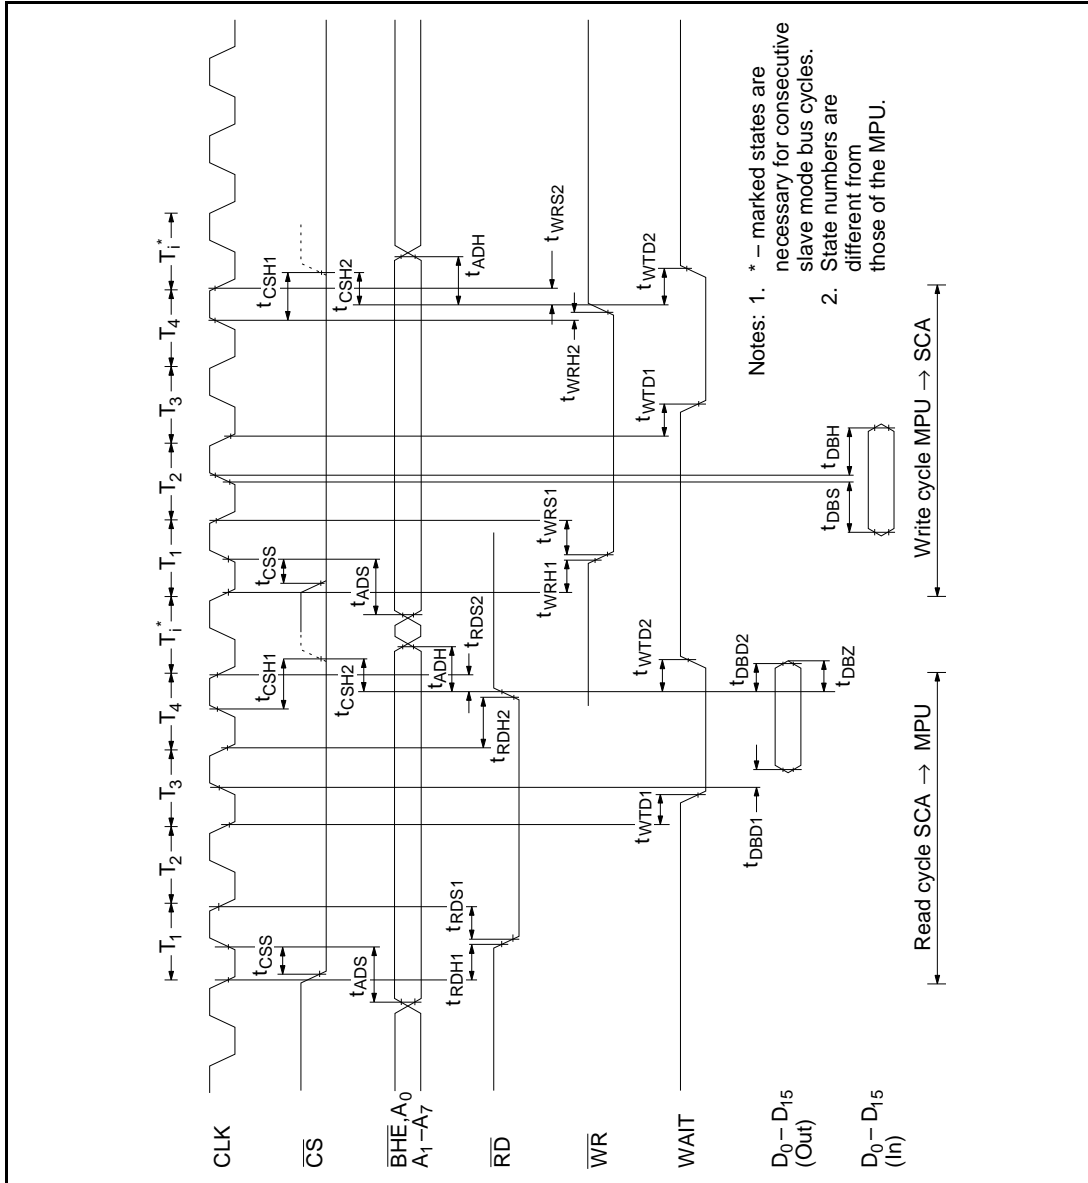 T1 T2 T3 T4 Ti* T1 T2 T3 T4 Ti*
CLK
tCSS tCSH1 tCSS tCSH1
C̅S̅
tCSH2 tCSH2
tADS tADS
B̅H̅E̅, A0
A1–A7
tADH tADH
tRDH1 tRDS1 tRDS2
R̅D̅
tRDH2
tWRH1 tWRS1 tWRS2
W̅R̅
tWRH2
tWTD1 tWTD2 tWTD1 tWTD2
WAIT
tDBD1 tDBD2
D0–D15
(Out)
tDBZ
tDBS tDBH
D0–D15
(In)
Read cycle SCA → MPU
Write cycle MPU → SCA
Notes: 1. * – marked states are
necessary for consecutive
slave mode bus cycles.
2. State numbers are
different from
those of the MPU.